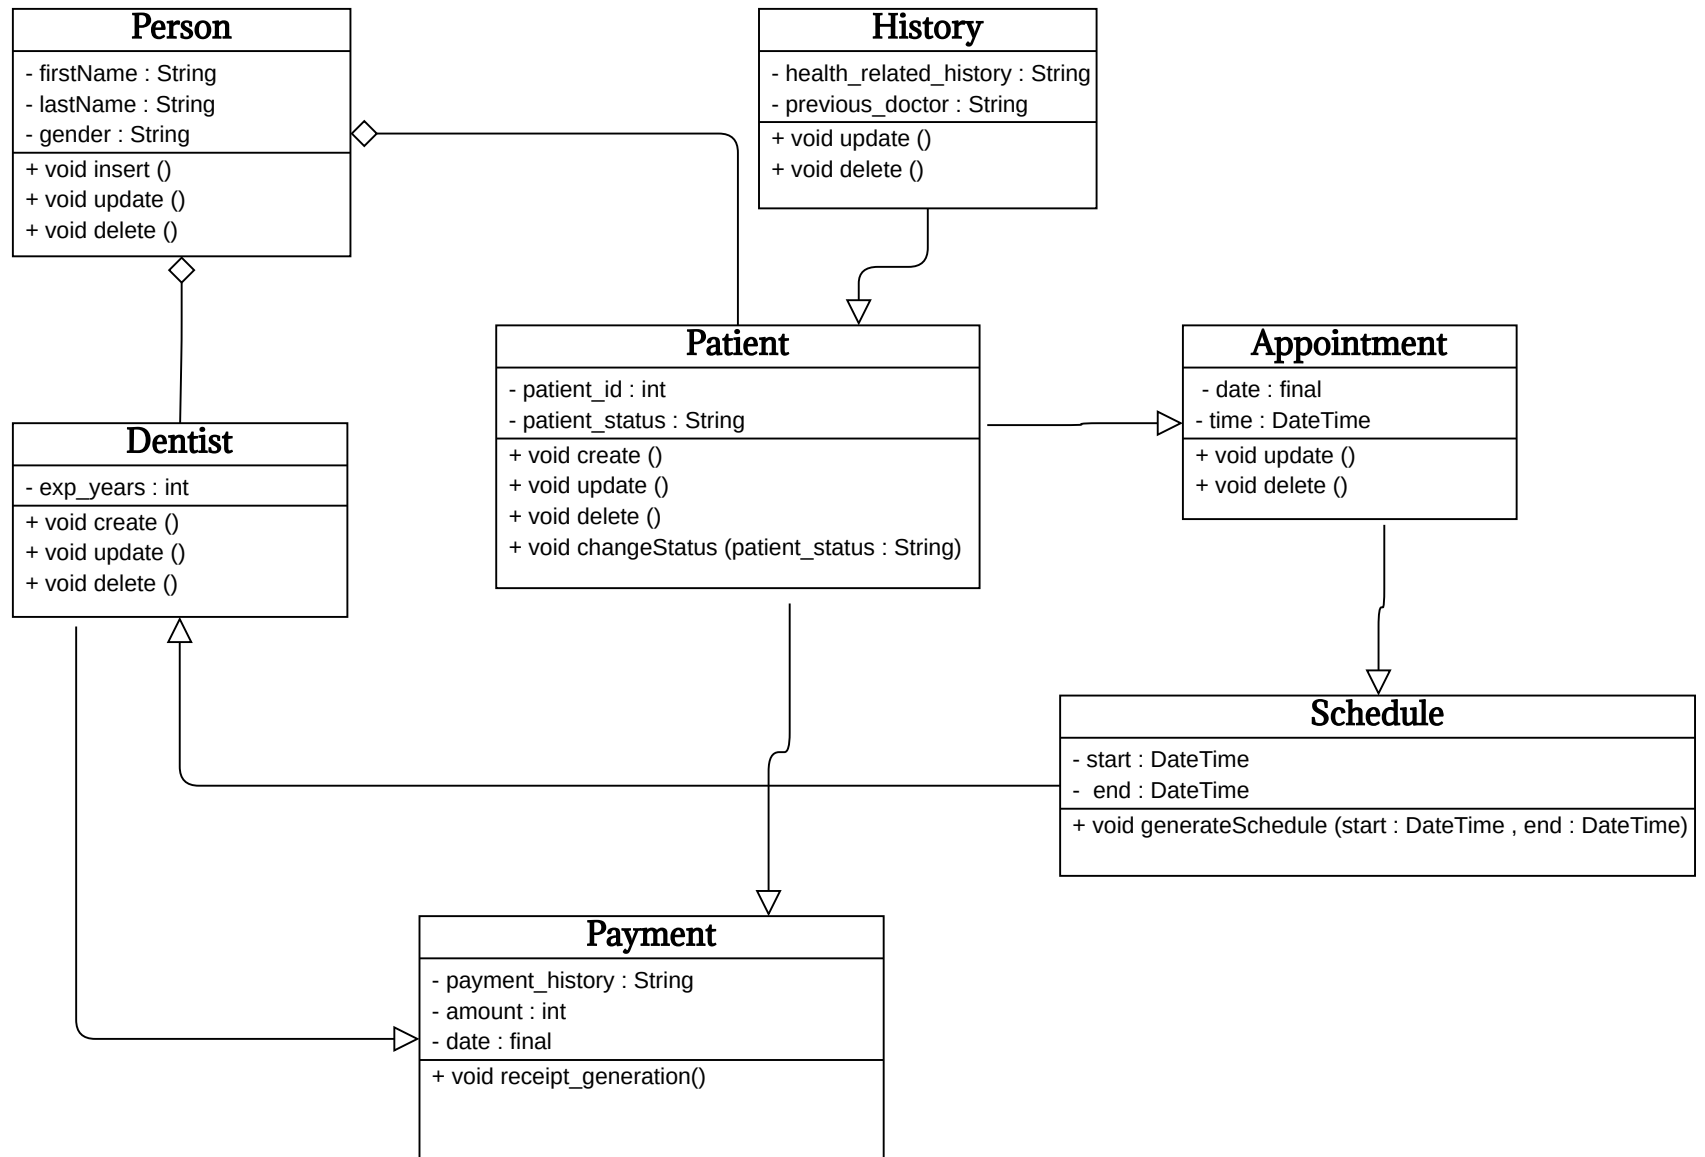 Person
- firstName : String
- lastName : String
- gender : String
+ void insert ()
+ void update ()
+ void delete ()
History
- health_related_history : String
- previous_doctor : String
+ void update ()
+ void delete ()
Patient
- patient_id : int
- patient_status : String
+ void create ()
+ void update ()
+ void delete ()
+ void changeStatus (patient_status : String)
Appointment
- date : final
- time : DateTime
+ void update ()
+ void delete ()
Dentist
- exp_years : int
+ void create ()
+ void update ()
+ void delete ()
Schedule
- start : DateTime
-  end : DateTime
+ void generateSchedule (start : DateTime , end : DateTime)
Payment
- payment_history : String
- amount : int
- date : final
+ void receipt_generation()